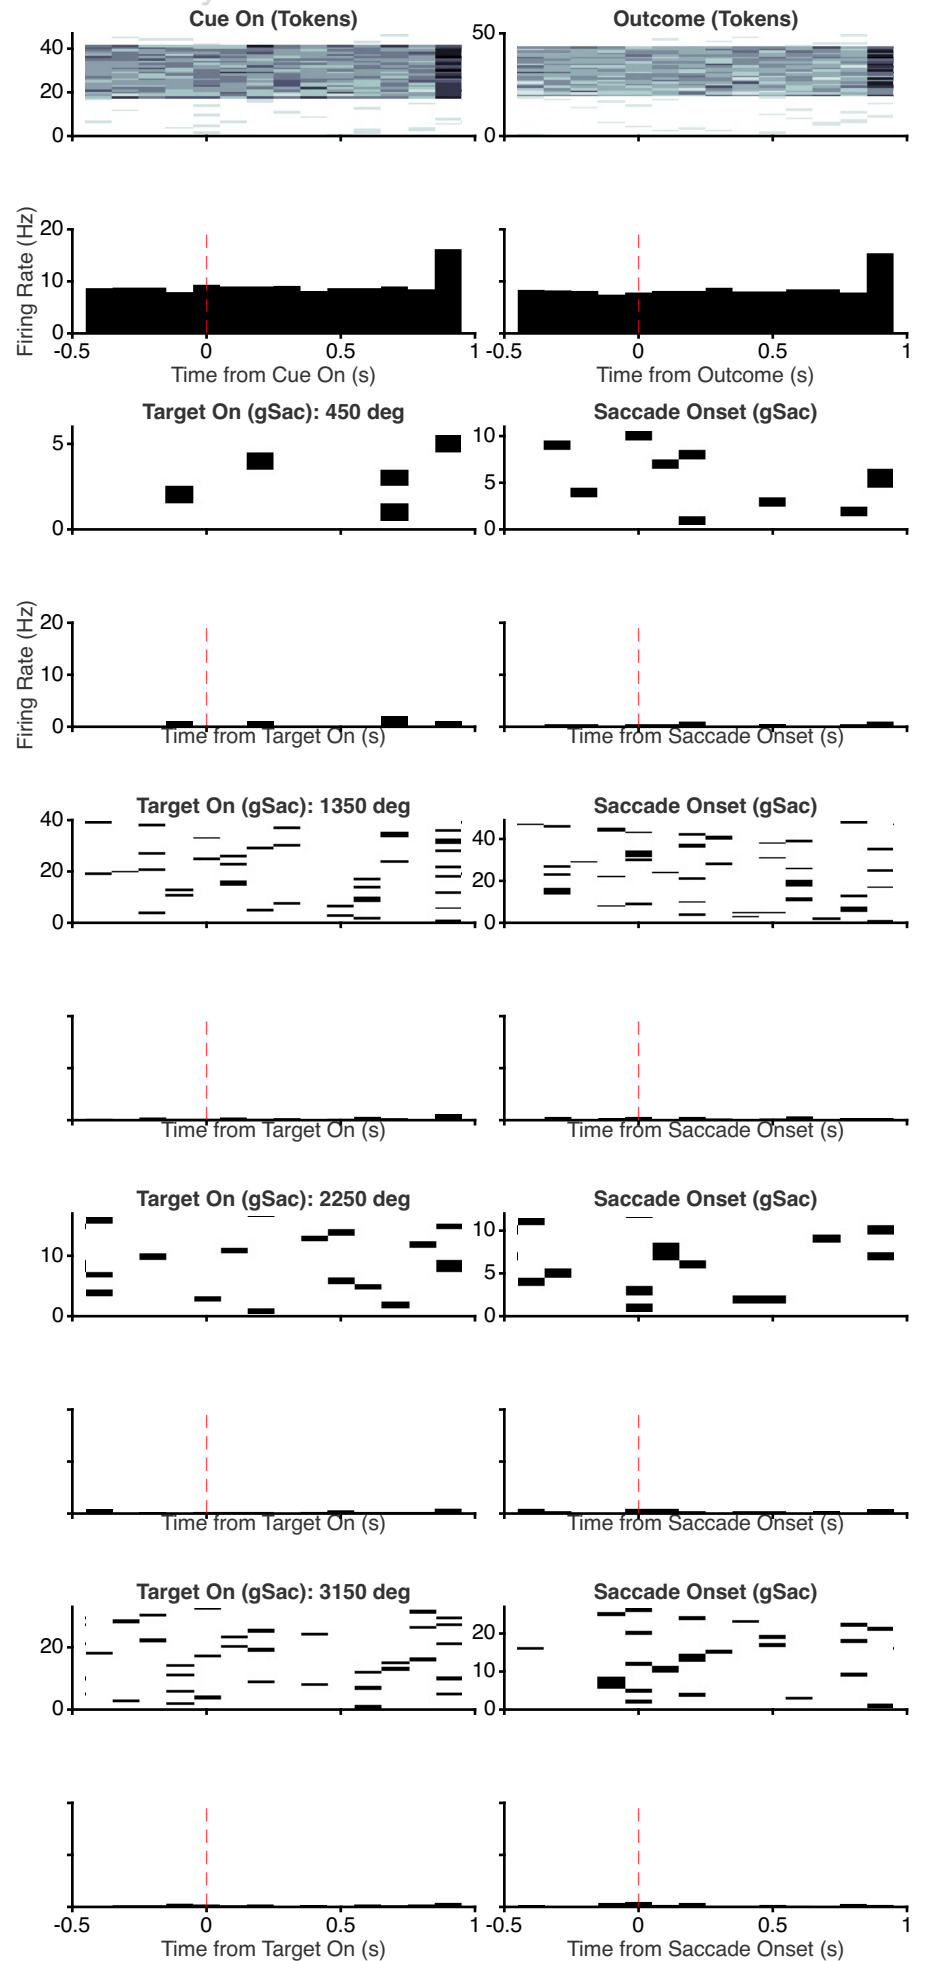 Cue On (Tokens) Outcome (Tokens)
40 50
20
0 0
20
10
0
Firing Rate (Hz)
-0.5 0 0.5 1 -0.5 0 0.5 1
Time from Cue On (s) Time from Outcome (s)
Target On (gSac): 450 deg Saccade Onset (gSac)
5 10
5
0 0
20
10
0
Firing Rate (Hz)
Time from Target On (s) Time from Saccade Onset (s)
Target On (gSac): 1350 deg Saccade Onset (gSac)
40 40
20 20
0 0
Time from Target On (s) Time from Saccade Onset (s)
Target On (gSac): 2250 deg Saccade Onset (gSac)
10 10
5
0 0
Time from Target On (s) Time from Saccade Onset (s)
Target On (gSac): 3150 deg Saccade Onset (gSac)
20 20
10
0 0
-0.5 0 0.5 1 -0.5 0 0.5 1
Time from Target On (s) Time from Saccade Onset (s)